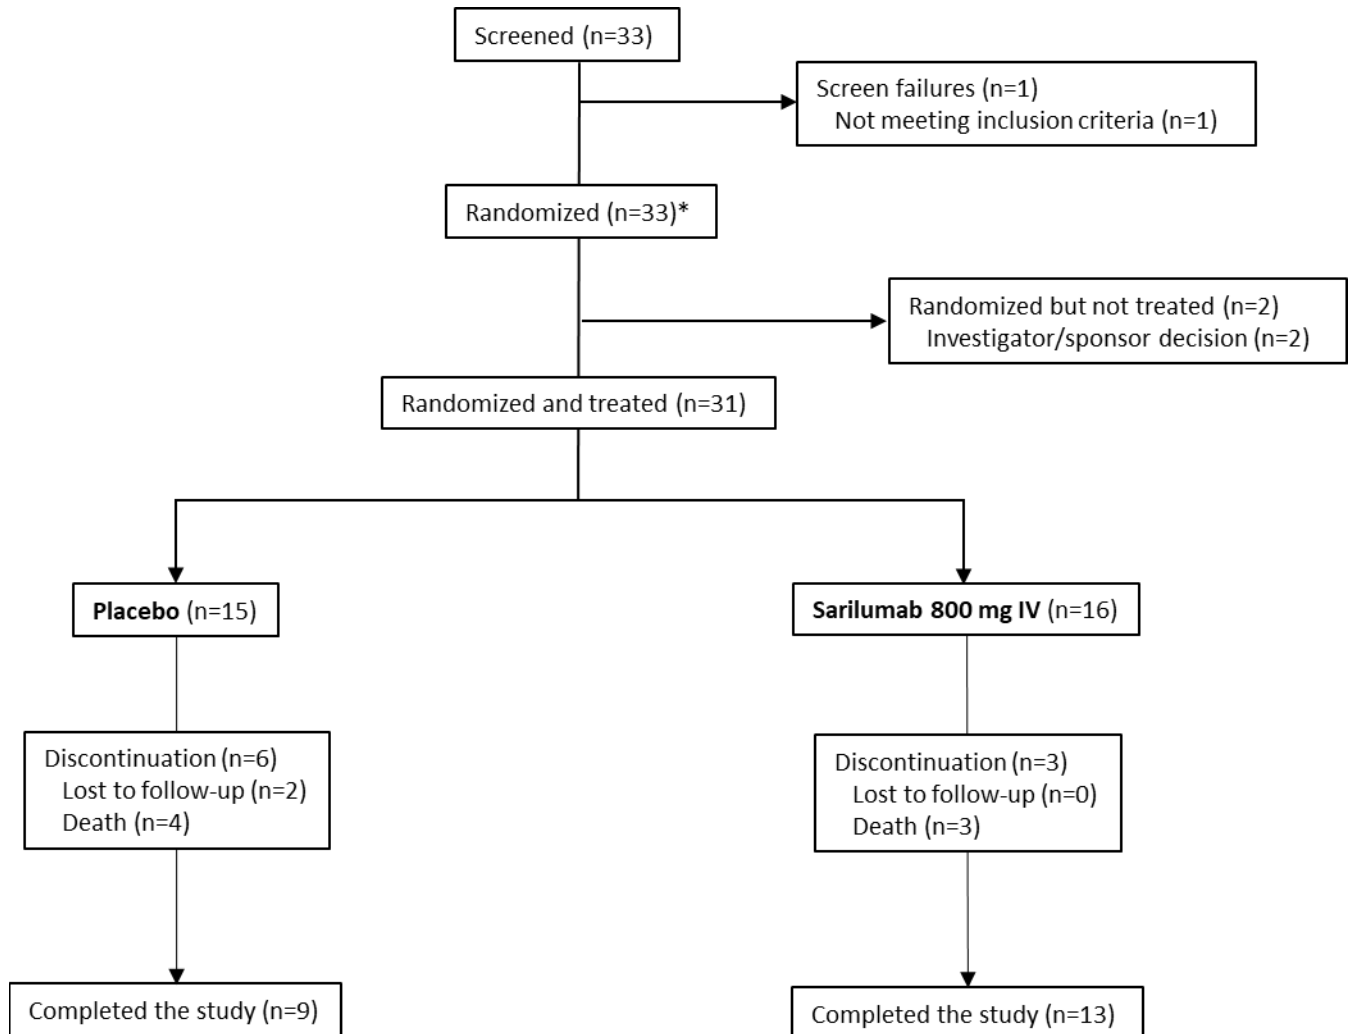 Screened (n=33)
Screen failures (n=1)
Not meeting inclusion criteria (n=1)
Randomized (n=33)*
Randomized but not treated (n=2)
Investigator/sponsor decision (n=2)
Randomized and treated (n=31)
Placebo (n=15)
Sarilumab 800 mg IV (n=16)
Discontinuation (n=6)
Lost to follow-up (n=2)
Death (n=4)
Discontinuation (n=3)
Lost to follow-up (n=0)
Death (n=3)
Completed the study (n=9)
Completed the study (n=13)